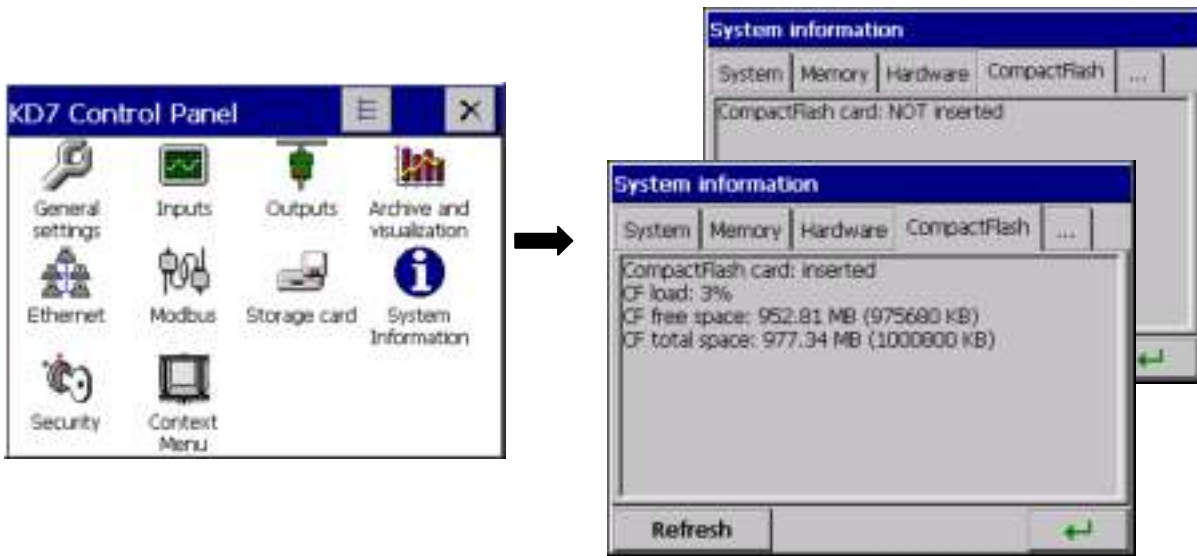 KD7 Control Panel
General settings
Inputs
Outputs
Archive and visualization
Ethernet
Modbus
Storage card
System Information
Security
Context Menu
System information
System Memory Hardware CompactFlash ...
CompactFlash card: NOT inserted
System information
System Memory Hardware CompactFlash ...
CompactFlash card: inserted
CF load: 3%
CF free space: 952.81 MB (975680 KB)
CF total space: 977.34 MB (1000800 KB)
Refresh